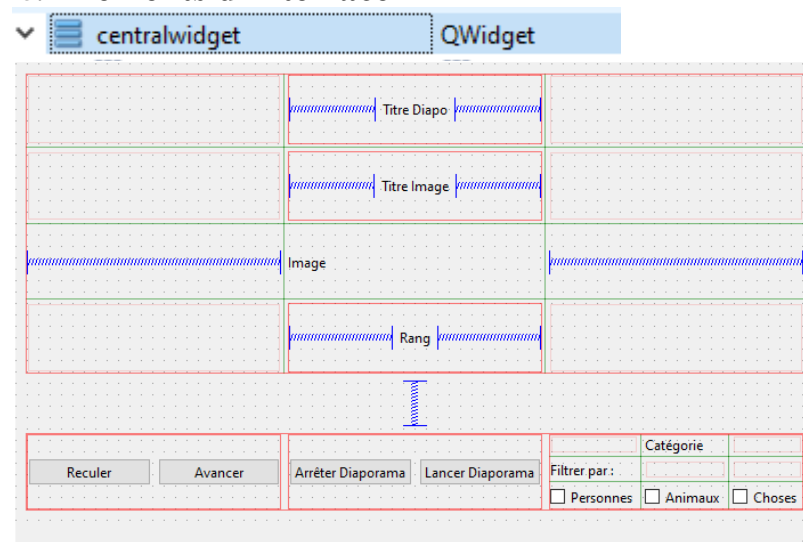 centralwidget QWidget
Titre Diapo
Titre Image
Image
Rang
Catégorie
Reculer Avancer Arrêter Diaporama Lancer Diaporama Filtrer par :
Personnes Animaux Choses